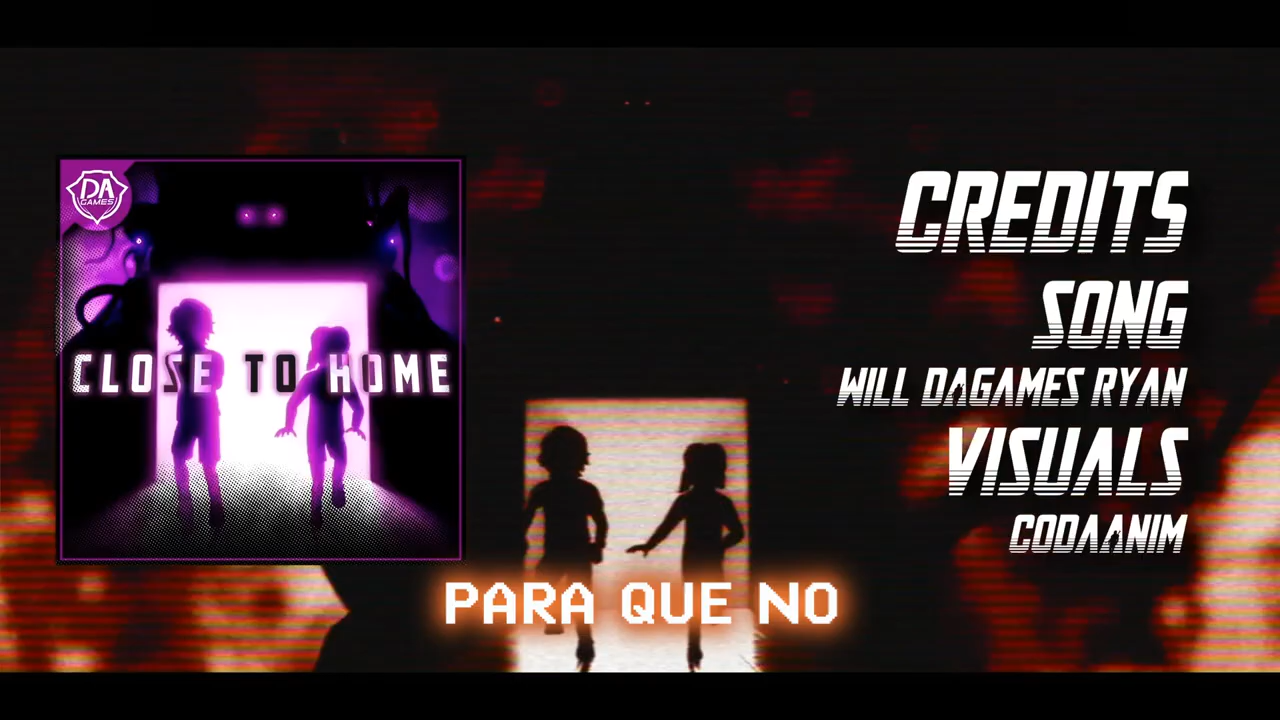 DA
GAMES
CLOSE TO HOME
CREDITS
SONG
WILL DAGAMES RYAN
VISUALS
CODAANIM
PARA QUE NO